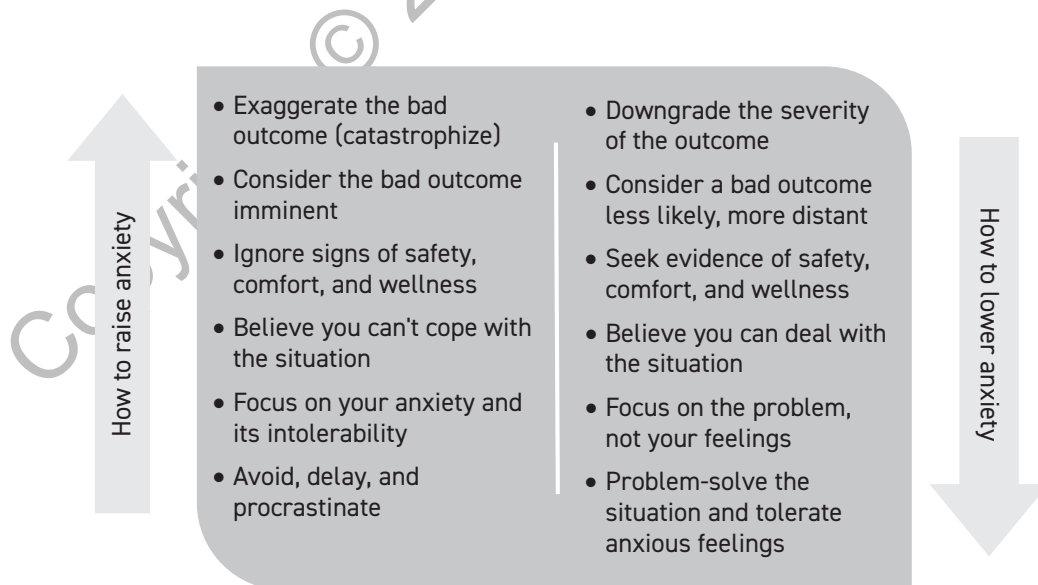 How to raise anxiety
• Exaggerate the bad
outcome (catastrophize)
• Consider the bad outcome
imminent
• Ignore signs of safety,
comfort, and wellness
• Believe you can't cope with
the situation
• Focus on your anxiety and
its intolerability
• Avoid, delay, and
procrastinate
• Downgrade the severity
of the outcome
• Consider a bad outcome
less likely, more distant
• Seek evidence of safety,
comfort, and wellness
• Believe you can deal with
the situation
• Focus on the problem,
not your feelings
• Problem-solve the
situation and tolerate
anxious feelings
How to lower anxiety
©